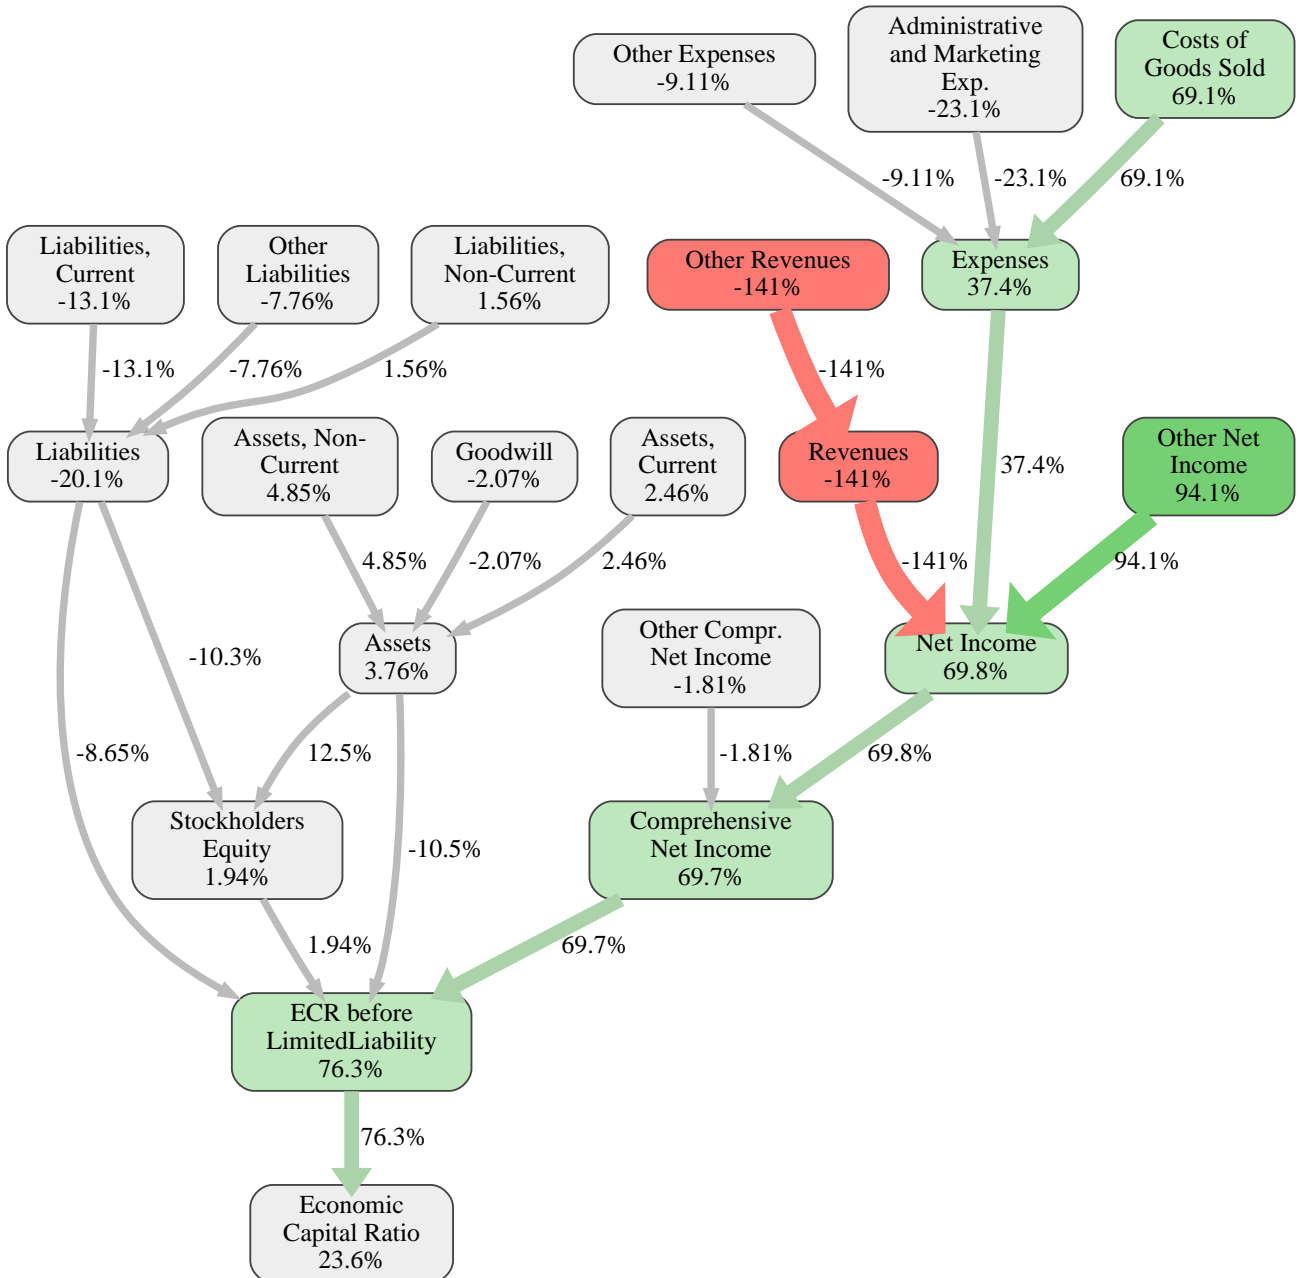 Other Expenses
-9.11%
Administrative
and Marketing
Exp.
-23.1%
Costs of
Goods Sold
69.1%
-9.11%
-23.1%
69.1%
Liabilities,
Current
-13.1%
Other
Liabilities
-7.76%
Liabilities,
Non-Current
1.56%
Other Revenues
-141%
Expenses
37.4%
-13.1%
-7.76%
1.56%
-141%
Liabilities
-20.1%
Assets, Non-
Current
4.85%
Goodwill
-2.07%
Assets,
Current
2.46%
Revenues
-141%
37.4%
Other Net
Income
94.1%
4.85%
-2.07%
2.46%
-141%
94.1%
-10.3%
Assets
3.76%
Other Compr.
Net Income
-1.81%
Net Income
69.8%
-8.65%
12.5%
-1.81%
69.8%
Stockholders
Equity
1.94%
-10.5%
Comprehensive
Net Income
69.7%
1.94%
69.7%
ECR before
LimitedLiability
76.3%
76.3%
Economic
Capital Ratio
23.6%